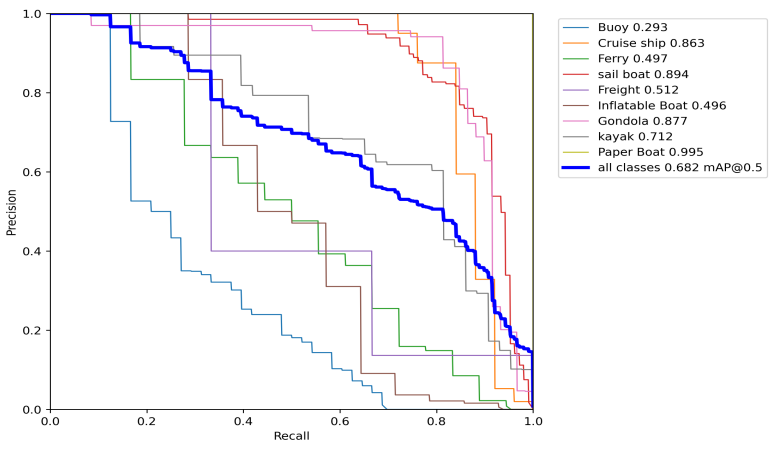 1.0
0.8
0.6
0.4
0.2
0.0
Precision
0.0 0.2 0.4 0.6 0.8 1.0
Recall
Buoy 0.293
Cruise ship 0.863
Ferry 0.497
sail boat 0.894
Freight 0.512
Inflatable Boat 0.496
Gondola 0.877
kayak 0.712
Paper Boat 0.995
all classes 0.682 mAP@0.5